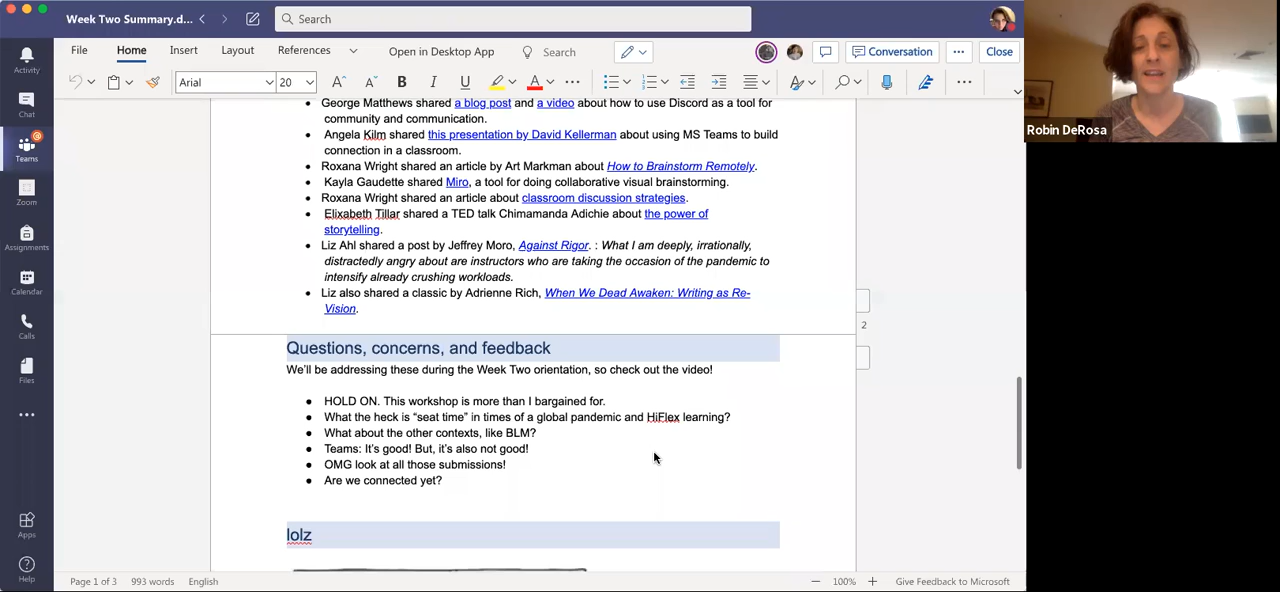 Week Two Summary.d...
Search
File
Home
Insert
Layout
References
Open in Desktop App
Search
Conversation
Close
Arial
20
B
I
U
A
Activity
Chat
Teams
Zoom
Assignments
Calendar
Calls
Files
Apps
Help
Robin DeRosa
George Matthews shared a blog post and a video about how to use Discord as a tool for
community and communication.
Angela Kilm shared this presentation by David Kellerman about using MS Teams to build
connection in a classroom.
Roxana Wright shared an article by Art Markman about How to Brainstorm Remotely.
Kayla Gaudette shared Miro, a tool for doing collaborative visual brainstorming.
Roxana Wright shared an article about classroom discussion strategies.
Elixabeth Tillar shared a TED talk Chimamanda Adichie about the power of
storytelling.
Liz Ahl shared a post by Jeffrey Moro, Against Rigor. : What I am deeply, irrationally,
distractedly angry about are instructors who are taking the occasion of the pandemic to
intensify already crushing workloads.
Liz also shared a classic by Adrienne Rich, When We Dead Awaken: Writing as Re-
Vision.
2
Questions, concerns, and feedback
We'll be addressing these during the Week Two orientation, so check out the video!
HOLD ON. This workshop is more than I bargained for.
What the heck is “seat time” in times of a global pandemic and HiFlex learning?
What about the other contexts, like BLM?
Teams: It's good! But, it's also not good!
OMG look at all those submissions!
Are we connected yet?
lolz
Page 1 of 3
993 words
English
100%
Give Feedback to Microsoft